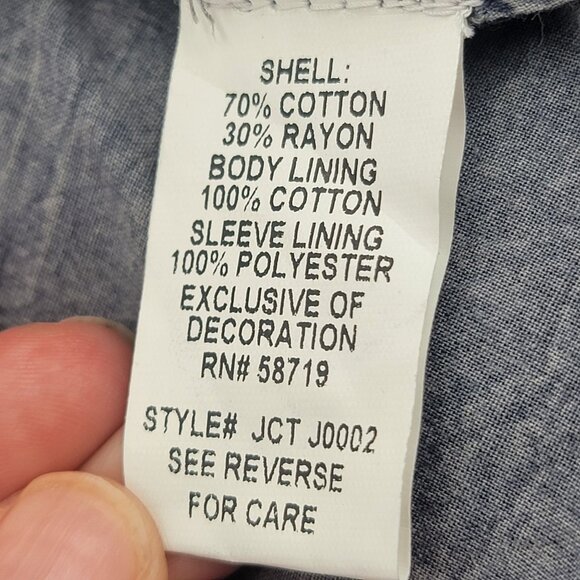 SHELL:
70% COTTON
30% RAYON
BODY LINING
100% COTTON
SLEEVE LINING
100% POLYESTER
EXCLUSIVE OF
DECORATION
RN# 58719
STYLE# JCT J0002
SEE REVERSE
FOR CARE